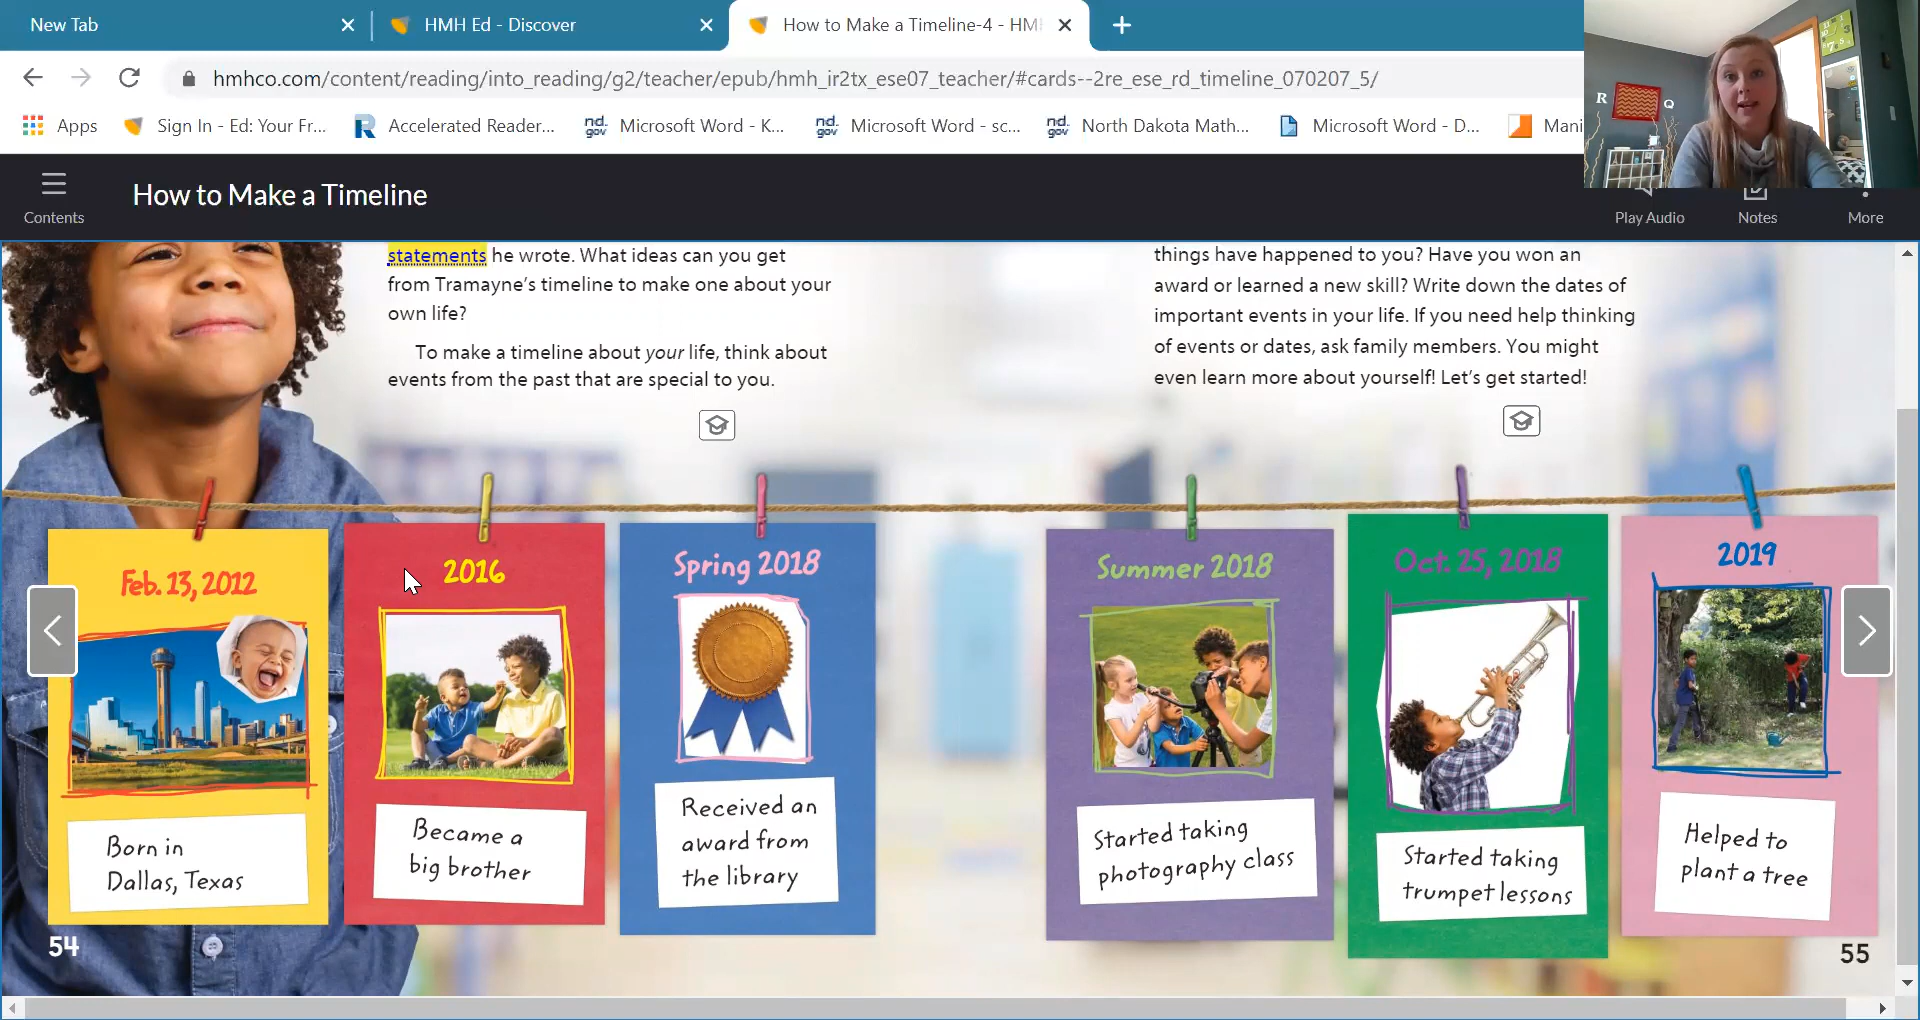 New Tab
HMH Ed - Discover
How to Make a Timeline-4 - HMH
hmhco.com/content/reading/into_reading/g2/teacher/epub/hmh_ir2tx_ese07_teacher/#cards--2re_ese_rd_timeline_070207_5/
Apps
Sign In - Ed: Your Fr...
Accelerated Reader...
nd.
gov
Microsoft Word - K...
nd.
gov
Microsoft Word - sc...
nd.
gov
North Dakota Math...
Microsoft Word - D...
Mani
R
Q
Contents
How to Make a Timeline
Play Audio
Notes
More
statements he wrote. What ideas can you get
from Tramayne’s timeline to make one about your
own life?
To make a timeline about your life, think about
events from the past that are special to you.
things have happened to you? Have you won an
award or learned a new skill? Write down the dates of
important events in your life. If you need help thinking
of events or dates, ask family members. You might
even learn more about yourself! Let’s get started!
Feb. 13, 2012
Born in
Dallas, Texas
2016
Became a
big brother
Spring 2018
Received an
award from
the library
Summer 2018
Started taking
photography class
Oct. 25, 2018
Started taking
trumpet lessons
2019
Helped to
plant a tree
54
55